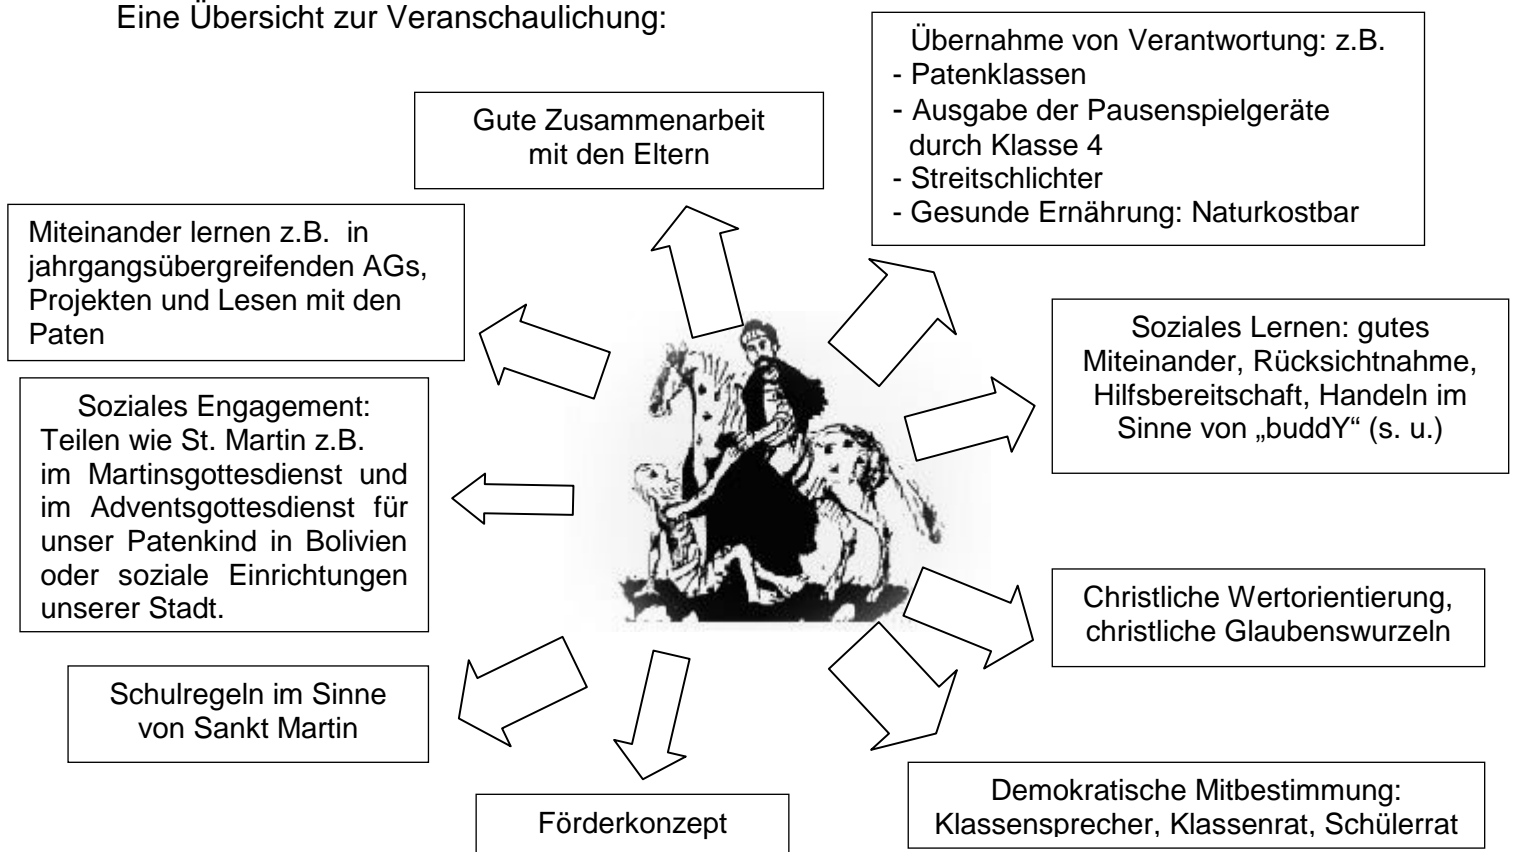 Eine Übersicht zur Veranschaulichung:
Übernahme von Verantwortung: z.B.
- Patenklassen
- Ausgabe der Pausenspielgeräte
durch Klasse 4
- Streitschlichter
- Gesunde Ernährung: Naturkostbar
Gute Zusammenarbeit
mit den Eltern
Miteinander lernen z.B. in
jahrgangsübergreifenden AGs,
Projekten und Lesen mit den
Paten
Soziales Lernen: gutes
Miteinander, Rücksichtnahme,
Hilfsbereitschaft, Handeln im
Sinne von „buddY“ (s. u.)
Soziales Engagement:
Teilen wie St. Martin z.B.
im Martinsgottesdienst und
im Adventsgottesdienst für
unser Patenkind in Bolivien
oder soziale Einrichtungen
unserer Stadt.
Christliche Wertorientierung,
christliche Glaubenswurzeln
Schulregeln im Sinne
von Sankt Martin
Förderkonzept
Demokratische Mitbestimmung:
Klassensprecher, Klassenrat, Schülerrat